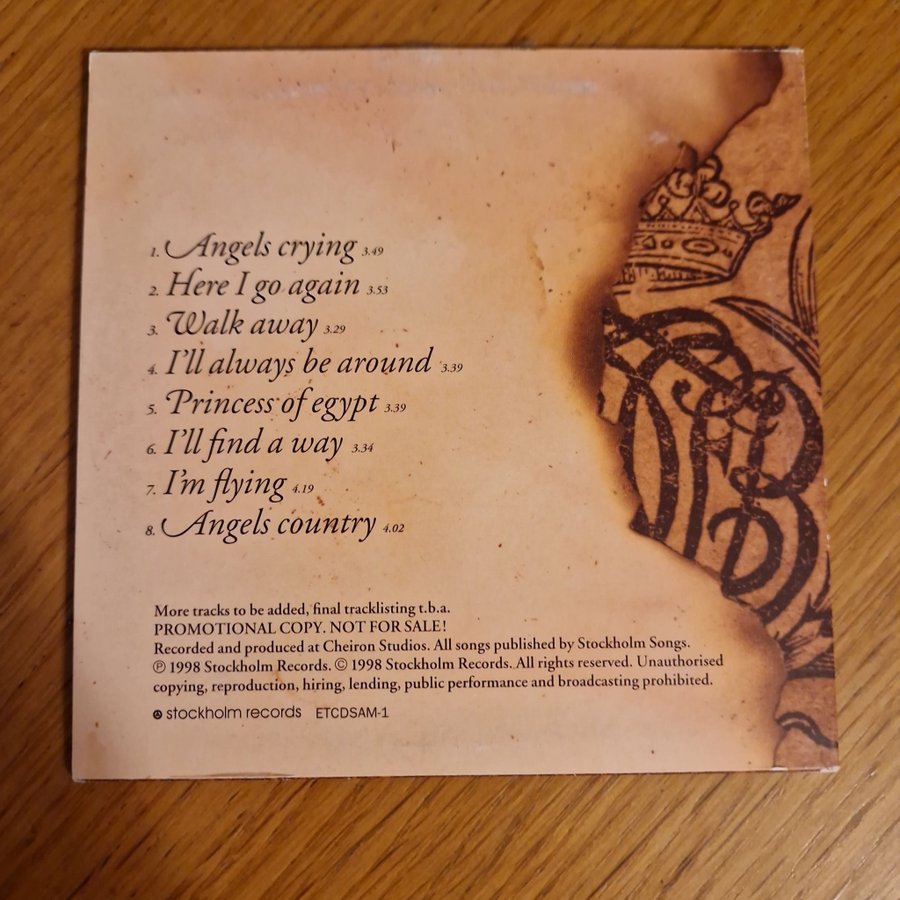 1. Angels crying 3.49
2. Here I go again 3.53
3. Walk away 3.29
4. I'll always be around 3.39
5. Princess of egypt 3.39
6. I'll find a way 3.34
7. I'm flying 4.19
8. Angels country 4.02
More tracks to be added, final tracklisting t.b.a.
PROMOTIONAL COPY. NOT FOR SALE!
Recorded and produced at Cheiron Studios. All songs published by Stockholm Songs.
℗ 1998 Stockholm Records. © 1998 Stockholm Records. All rights reserved. Unauthorised
copying, reproduction, hiring, lending, public performance and broadcasting prohibited.
stockholm records ETCDSAM-1